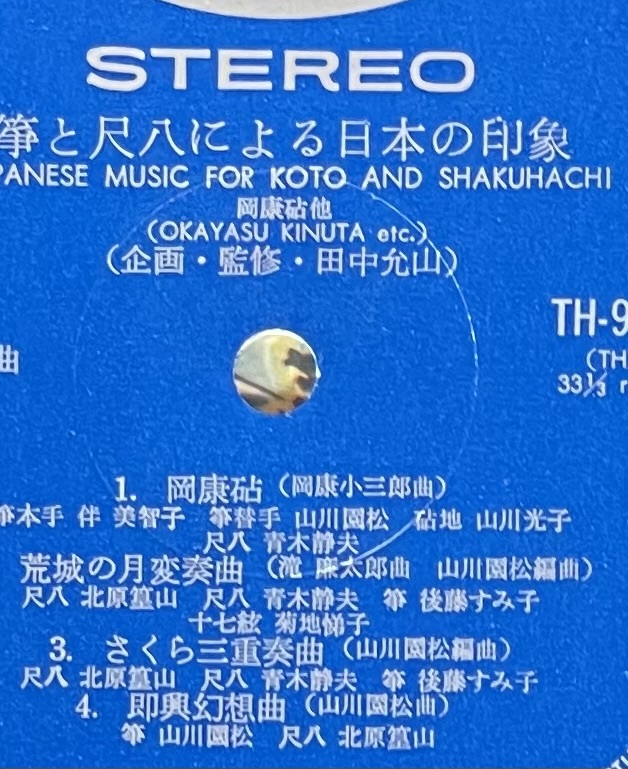 STEREO
箏と尺八による日本の印象
PANESE MUSIC FOR KOTO AND SHAKUHACHI
岡康砧他
(OKAYASU KINUTA etc.)
(企画・監修・田中允山)
TH-9
曲
(TH
33⅓ r
1. 岡康砧 (岡康小三郎曲)
箏本手 伴 美智子 箏替手 山川園松 砧地 山川光子
尺八 青木静夫
荒城の月変奏曲 (滝 廉太郎曲 山川園松編曲)
尺八 北原篁山 尺八 青木静夫 箏 後藤すみ子
十七絃 菊地悌子
3. さくら三重奏曲 (山川園松編曲)
尺八 北原篁山 尺八 青木静夫 箏 後藤すみ子
4. 即興幻想曲 (山川園松曲)
箏 山川園松 尺八 北原篁山